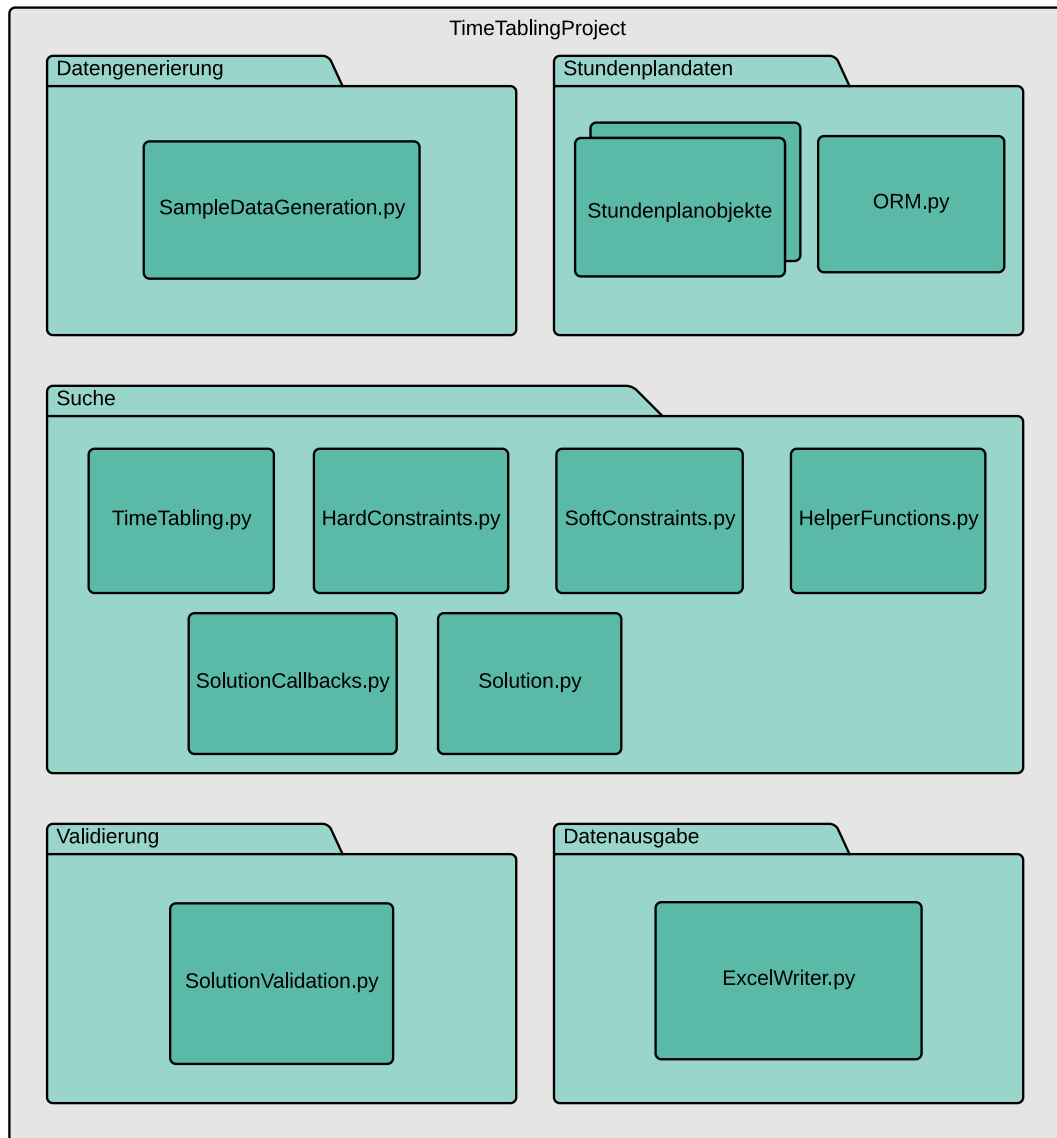 TimeTablingProject
Datengenerierung
SampleDataGeneration.py
Stundenplandaten
Stundenplanobjekte
ORM.py
Suche
TimeTabling.py
HardConstraints.py
SoftConstraints.py
HelperFunctions.py
SolutionCallbacks.py
Solution.py
Validierung
SolutionValidation.py
Datenausgabe
ExcelWriter.py